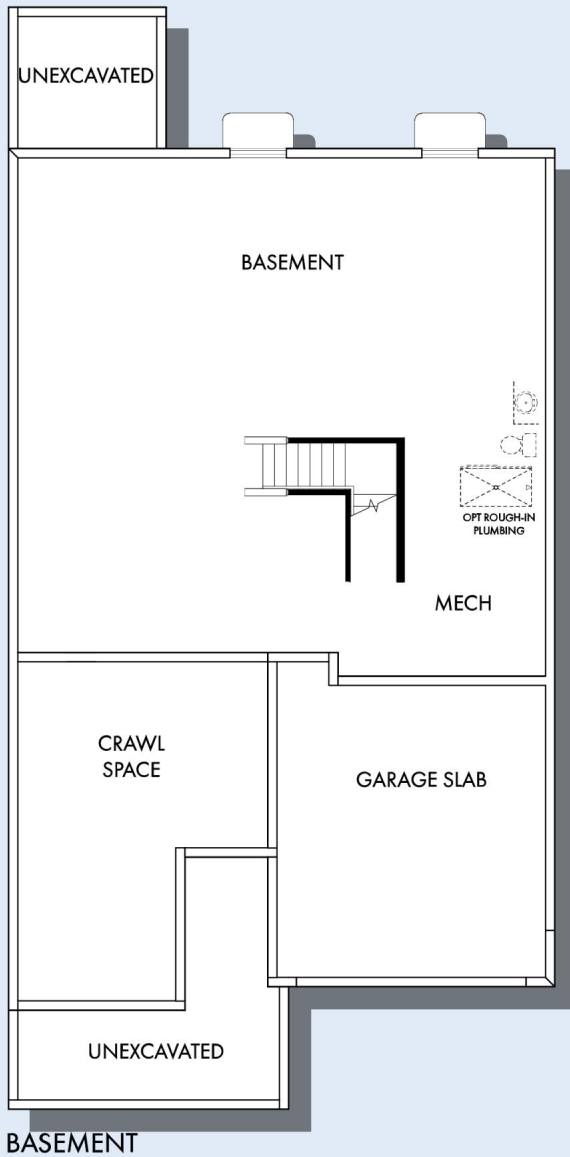 UNEXCAVATED
BASEMENT
OPT ROUGH-IN
PLUMBING
MECH
CRAWL
SPACE
GARAGE SLAB
UNEXCAVATED
BASEMENT